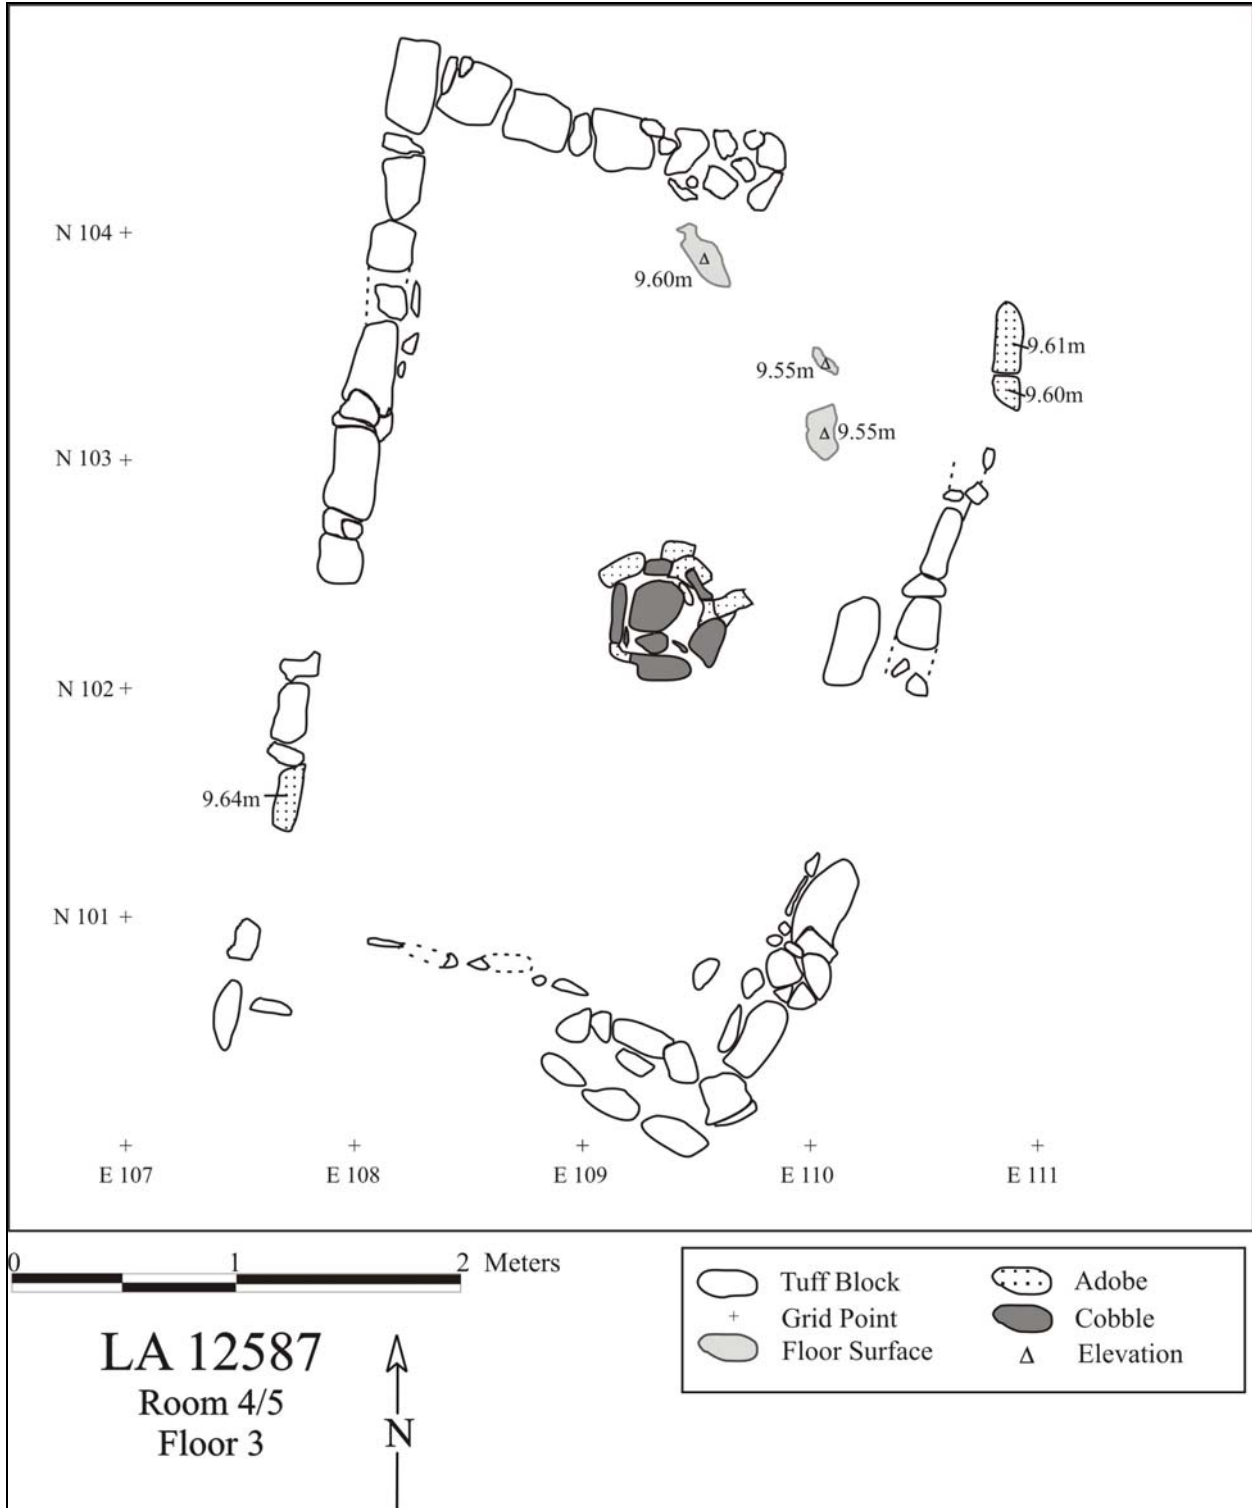 N 104 +
9.60m
9.61m
9.55m
9.60m
9.55m
N 103 +
N 102 +
9.64m
N 101 +
+ + + + +
E 107 E 108 E 109 E 110 E 111
0 1 2 Meters
Tuff Block Adobe
+ Grid Point Cobble
Floor Surface Δ Elevation
LA 12587
Room 4/5
Floor 3
N